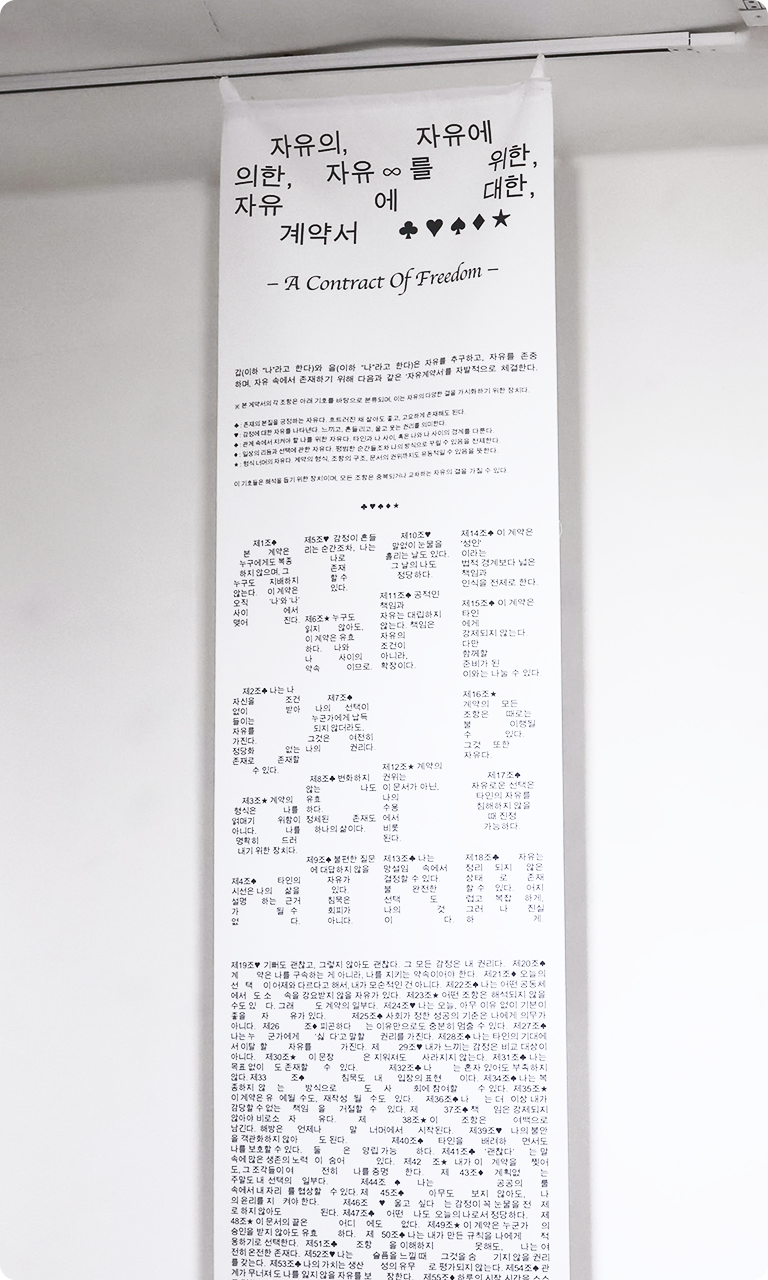 자유의, 자유에
의한, 자유 ∞ 를 위한,
자유 에 대한,
계약서 ♣♥♠♦★
– A Contract Of Freedom –
갑(이하 "나"라고 한다)와 을(이하 "나"라고 한다)은 자유를 추구하고, 자유를 존중
하며, 자유 속에서 존재하기 위해 다음과 같은 '자유계약서'를 자발적으로 체결한다.
※ 본 계약서의 각 조항은 아래 기호를 바탕으로 분류되며, 이는 자유의 다양한 결을 가시화하기 위한 장치다.
♣ : 존재의 본질을 긍정하는 자유다. 흐트러진 채 살아도 좋고, 고요하게 존재해도 된다.
♥ : 감정에 대한 자유를 나타낸다. 느끼고, 흔들리고, 울고 웃는 권리를 의미한다.
♠ : 관계 속에서 지켜야 할 나를 위한 자유다. 타인과 나 사이, 혹은 나와 나 사이의 경계를 다룬다.
♦ : 일상의 리듬과 선택에 관한 자유다. 평범한 순간들조차 나의 방식으로 꾸릴 수 있음을 전제한다.
★ : 형식 너머의 자유다. 계약의 형식, 조항의 구조, 문서의 권위까지도 유동적일 수 있음을 뜻한다.
이 기호들은 해석을 돕기 위한 장치이며, 모든 조항은 중복되거나 교차하는 자유의 결을 가질 수 있다.
♣♥♠♦★
제1조♠
본 계약은
누구에게도 복종
하지 않으며, 그
누구도 지배하지
않는다. 이 계약은
오직 '나'와 '나'
사이 에서
맺어 진다.
제2조♣ 나는 나
자신을 조건
없이 받아
들이는
자유를
가진다.
정당화 없는
존재로 존재할
수 있다.
제3조★ 계약의
형식은 나를
얽매기 위함이
아니다. 나를
명확히 드러
내기 위한 장치다.
제4조♠ 타인의
시선은 나의 삶을
설명 하는 근거
가 될 수
없 다.
제5조♥ 감정이 흔들
리는 순간조차, 나는
나로
존재
할 수
있다.
제6조★ 누구도
읽지 않아도,
이 계약은 유효
하다. 나와
나 사이의
약속 이므로.
제7조♠
나의 선택이
누군가에게 납득
되지 않더라도,
그것은 여전히
나의 권리다.
제8조♣ 변화하지
않는 나도
유효
하다.
정체된 존재도
하나의 삶이다.
제9조♠ 불편한 질문
에 대답하지 않을
자유가
있다.
침묵은
회피가
아니다.
제10조♥
말없이 눈물을
흘리는 날도 있다.
그 날의 나도
정당하다.
제11조♠ 공적인
책임과
자유는 대립하지
않는다. 책임은
자유의
조건이
아니라,
확장이다.
제12조★ 계약의
권위는
이 문서가 아닌,
나의
수용
에서
비롯
된다.
제13조♣ 나는
망설임 속에서
결정할 수 있다.
불 완전한
선택 도
나의 것
이 다.
제14조♠ 이 계약은
'성인'
이라는
법적 경계보다 넓은
책임과
인식을 전제로 한다.
제15조♠ 이 계약은
타인
에게
강제되지 않는다.
다만
함께할
준비가 된
이와는 나눌 수 있다.
제16조★
계약의 모든
조항은 때로는
불 이행될
수 있다.
그것 또한
자유다.
제17조♠
자유로운 선택은
타인의 자유를
침해하지 않을
때 진정
가능하다.
제18조♣ 자유는
정리 되지 않은
상태 로 존재
할 수 있다. 어지
럽고 복잡 하게,
그러 나 진실
하 게.
제19조♥ 기뻐도 괜찮고, 그렇지 않아도 괜찮다. 그 모든 감정은 내 권리다. 제20조♠
계 약은 나를 구속하는 게 아니라, 나를 지키는 약속이어야 한다. 제21조♦ 오늘의
선 택 이 어제와 다르다고 해서, 내가 모순적인 건 아니다. 제22조♠ 나는 어떤 공동체
에서 도 소 속을 강요받지 않을 자유가 있다. 제23조★ 어떤 조항은 해석되지 않을
수도 있 다. 그래 도 계약의 일부다. 제24조♥ 나는 오늘, 아무 이유 없이 기분이
좋을 자 유가 있다. 제25조♠ 사회가 정한 성공의 기준은 나에게 의무가
아니다. 제26 조♦ 피곤하다 는 이유만으로도 충분히 멈출 수 있다. 제27조♠
나는 누 군가에게 '싫 다'고 말할 권리를 가진다. 제28조♠ 나는 타인의 기대에
서 이탈 할 자유를 가진다. 제 29조♥ 내가 느끼는 감정은 비교 대상이
아니다. 제30조★ 이 문장 은 지워져도 사라지지 않는다. 제31조♣ 나는
목표 없이 도 존재할 수 있다. 제32조♣ 나 는 혼자 있어도 부족하지
않다. 제33 조♠ 침묵도 내 입장의 표현 이다. 제34조♠ 나는 복
종하지 않 는 방식으로 도 사 회에 참여할 수 있다. 제35조★
이 계약은 유 예될 수도, 재작성 될 수도 있다. 제36조♠ 나 는 더 이상 내가
감당할 수 없는 책임 을 거절할 수 있다. 제 37조♠ 책 임은 강제되지
않아야 비로소 자 유다. 제 38조★ 이 조항은 여백으로
남긴다. 해방은 언제나 말 너머에서 시작된다. 제39조♥ 나의 불안
을 객관화하지 않아 도 된다. 제40조♠ 타인을 배려하 면서도
나를 보호할 수 있다. 둘 은 양립 가능 하다. 제41조♣ '괜찮다' 는 말
속에 많은 생존의 노력 이 숨어 있다. 제42 조★ 내가 이 계약을 찢어
도, 그 조각들이 여 전히 나를 증명 한다. 제 43조♦ 계획없 는
주말도 내 선택의 일부다. 제44조 ♠ 나는 공공의 룰
속에서 내 자리 를 협상할 수 있다. 제 45조♠ 아무도 보지 않아도, 나
의 윤리를 지 켜야 한다. 제46조 ♥ 울고 싶다 는 감정이 꼭 눈물을 전 제
로 하지 않아도 된다. 제47조♣ 어떤 나도 오늘의 나로서 정당하다. 제
48조★ 이 문서의 끝은 어디 에도 없다. 제49조★ 이 계약은 누군가 의
승인을 받지 않아도 유효 하다. 제 50조♠ 나는 내가 만든 규칙을 나에게 적
용하기로 선택한다. 제51조♣ 조항 을 이해하지 못해도, 나는 여
전히 온전한 존재다. 제52조♥ 나는 슬픔을 느낄 때 그것을 숨 기지 않을 권리
를 갖는다. 제53조♣ 나의 가치는 생산 성의 유무 로 평가되지 않는다. 제54조♠ 관
계가 무너져도 나를 잃지 않을 자유를 보 장한다. 제55조♦ 하루의 시작 시간을 스스